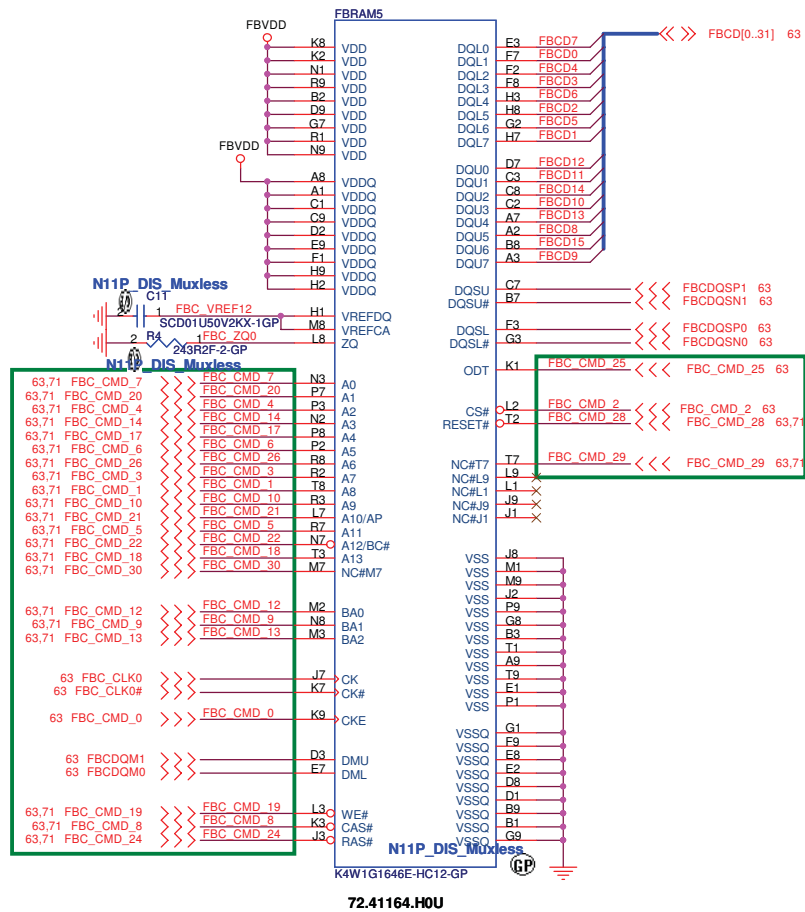 FBVDD
FBRAM5
K8 VDD DQL0 E3 FBCD7 FBCD[0..31] 63
K2 VDD DQL1 F7 FBCD0
N1 VDD DQL2 F2 FBCD4
R9 VDD DQL3 F8 FBCD3
B2 VDD DQL4 H3 FBCD6
D9 VDD DQL5 H8 FBCD2
G7 VDD DQL6 G2 FBCD5
R1 VDD DQL7 H7 FBCD1
FBVDD N9 VDD
DQU0 D7 FBCD12
A8 VDDQ DQU1 C3 FBCD11
A1 VDDQ DQU2 C8 FBCD14
C1 VDDQ DQU3 C2 FBCD10
C9 VDDQ DQU4 A7 FBCD13
D2 VDDQ DQU5 A2 FBCD8
E9 VDDQ DQU6 B8 FBCD15
F1 VDDQ DQU7 A3 FBCD9
H9 VDDQ
H2 VDDQ DQSU C7 FBCDQSP1 63
DQSU# B7 FBCDQSN1 63
N11P_DIS_Muxless
2 1 FBC_VREF12 H1 VREFDQ
SCD01U50V2KX-1GP M8 VREFCA DQSL F3 FBCDQSP0 63
2 R4 1 FBC_ZQ0 L8 ZQ DQSL# G3 FBCDQSN0 63
243R2F-2-GP
N11P_DIS_Muxless
ODT K1 FBC_CMD_25 FBC_CMD_25 63
63,71 FBC_CMD_7 FBC_CMD_7 N3 A0
63,71 FBC_CMD_20 FBC_CMD_20 P7 A1
63,71 FBC_CMD_4 FBC_CMD_4 P3 A2 CS# L2 FBC_CMD_2 FBC_CMD_2 63
63,71 FBC_CMD_14 FBC_CMD_14 N2 A3 RESET# T2 FBC_CMD_28 FBC_CMD_28 63,71
63,71 FBC_CMD_17 FBC_CMD_17 P8 A4
63,71 FBC_CMD_6 FBC_CMD_6 P2 A5
63,71 FBC_CMD_26 FBC_CMD_26 R8 A6 NC#T7 T7 FBC_CMD_29 FBC_CMD_29 63,71
63,71 FBC_CMD_3 FBC_CMD_3 R2 A7 NC#L9 L9
63,71 FBC_CMD_1 FBC_CMD_1 T8 A8 NC#L1 L1
63,71 FBC_CMD_10 FBC_CMD_10 R3 A9 NC#J9 J9
63,71 FBC_CMD_21 FBC_CMD_21 L7 A10/AP NC#J1 J1
63,71 FBC_CMD_5 FBC_CMD_5 R7 A11
63,71 FBC_CMD_22 FBC_CMD_22 N7 A12/BC#
63,71 FBC_CMD_18 FBC_CMD_18 T3 A13 VSS J8
63,71 FBC_CMD_30 FBC_CMD_30 M7 NC#M7 VSS M1
VSS M9
VSS J2
63,71 FBC_CMD_12 FBC_CMD_12 M2 BA0 VSS P9
63,71 FBC_CMD_9 FBC_CMD_9 N8 BA1 VSS G8
63,71 FBC_CMD_13 FBC_CMD_13 M3 BA2 VSS B3
VSS T1
VSS A9
63 FBC_CLK0 J7 CK VSS T9
63 FBC_CLK0# K7 CK# VSS E1
VSS P1
63 FBC_CMD_0 FBC_CMD_0 K9 CKE
VSSQ G1
VSSQ F9
63 FBCDQM1 D3 DMU VSSQ E8
63 FBCDQM0 E7 DML VSSQ E2
VSSQ D8
VSSQ D1
63,71 FBC_CMD_19 FBC_CMD_19 L3 WE# VSSQ B9
63,71 FBC_CMD_8 FBC_CMD_8 K3 CAS# VSSQ B1
63,71 FBC_CMD_24 FBC_CMD_24 J3 RAS# VSSQ G9
N11P_DIS_Muxless
GP
K4W1G1646E-HC12-GP
72.41164.H0U